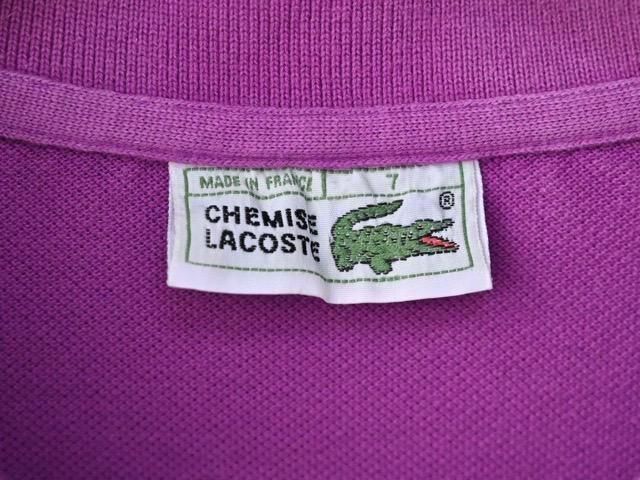 MADE IN FRANCE 7
CHEMISE
LACOSTE
®